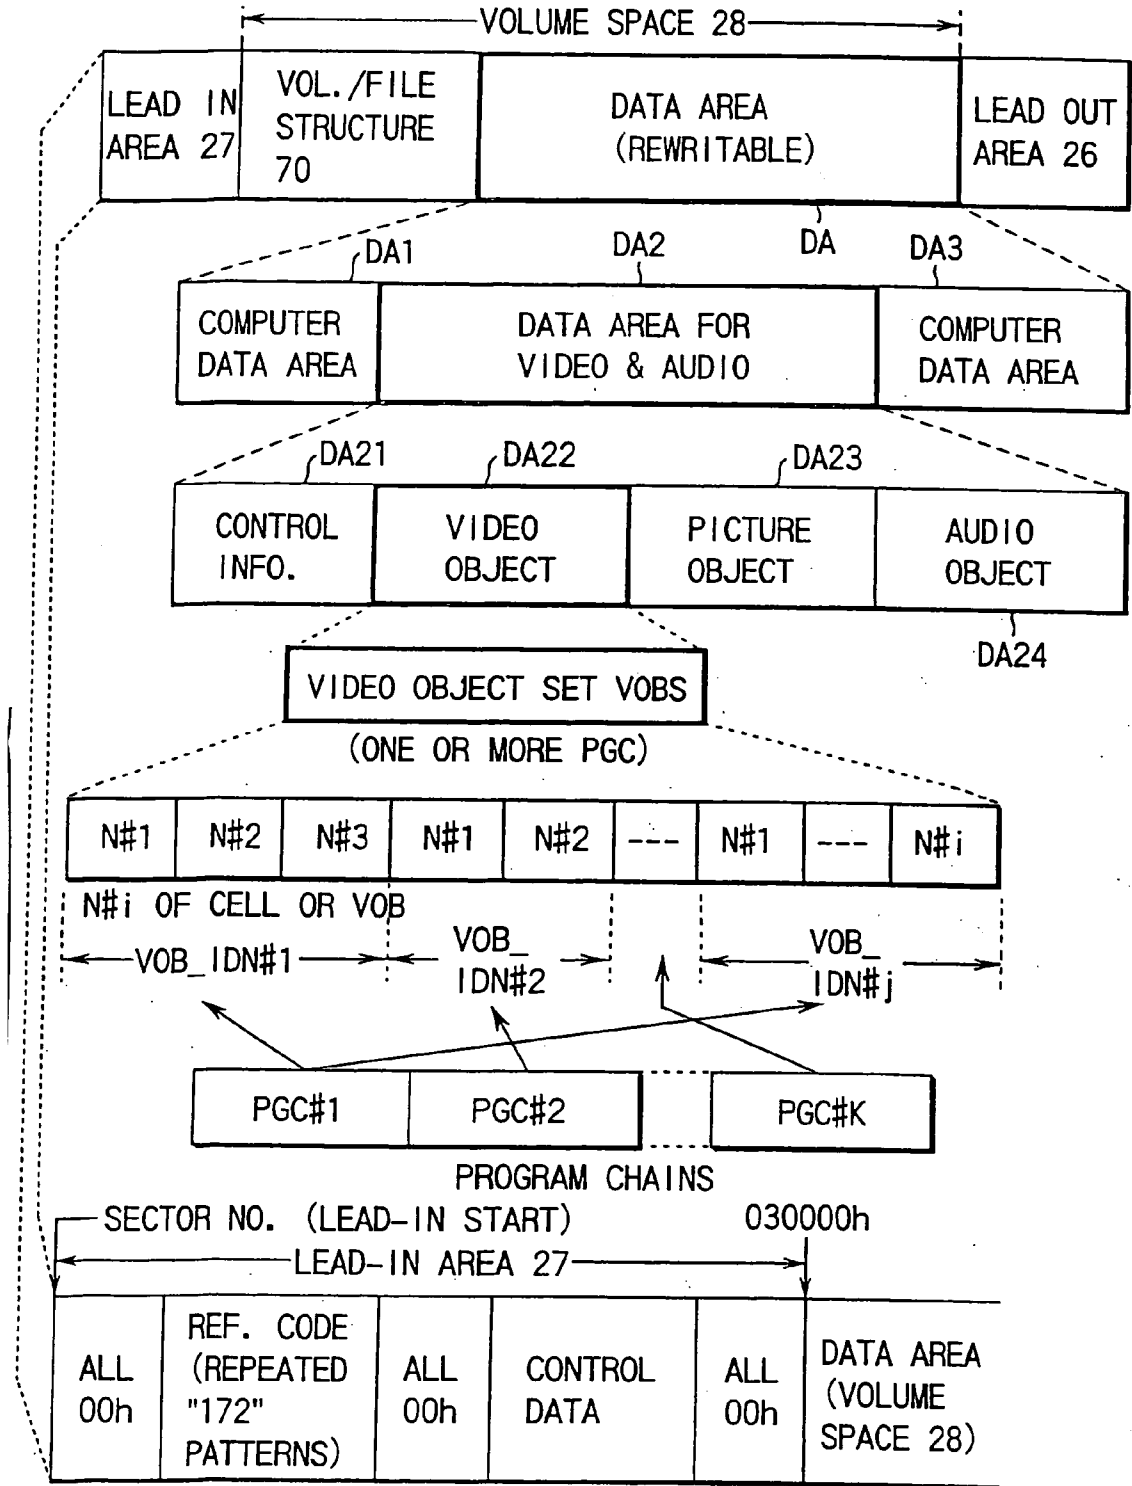 VOLUME SPACE 28
LEAD IN
AREA 27
VOL./FILE
STRUCTURE
70
DATA AREA
(REWRITABLE)
LEAD OUT
AREA 26
DA
DA1
DA2
DA3
COMPUTER
DATA AREA
DATA AREA FOR
VIDEO & AUDIO
COMPUTER
DATA AREA
DA21
DA22
DA23
CONTROL
INFO.
VIDEO
OBJECT
PICTURE
OBJECT
AUDIO
OBJECT
DA24
VIDEO OBJECT SET VOBS
(ONE OR MORE PGC)
N#1 N#2 N#3 N#1 N#2 --- N#1 --- N#i
N#i OF CELL OR VOB
VOB_IDN#1
VOB_
IDN#2
VOB_
IDN#j
PGC#1 PGC#2 PGC#K
PROGRAM CHAINS
SECTOR NO. (LEAD-IN START) 030000h
LEAD-IN AREA 27
ALL
00h
REF. CODE
(REPEATED
"172"
PATTERNS)
ALL
00h
CONTROL
DATA
ALL
00h
DATA AREA
(VOLUME
SPACE 28)